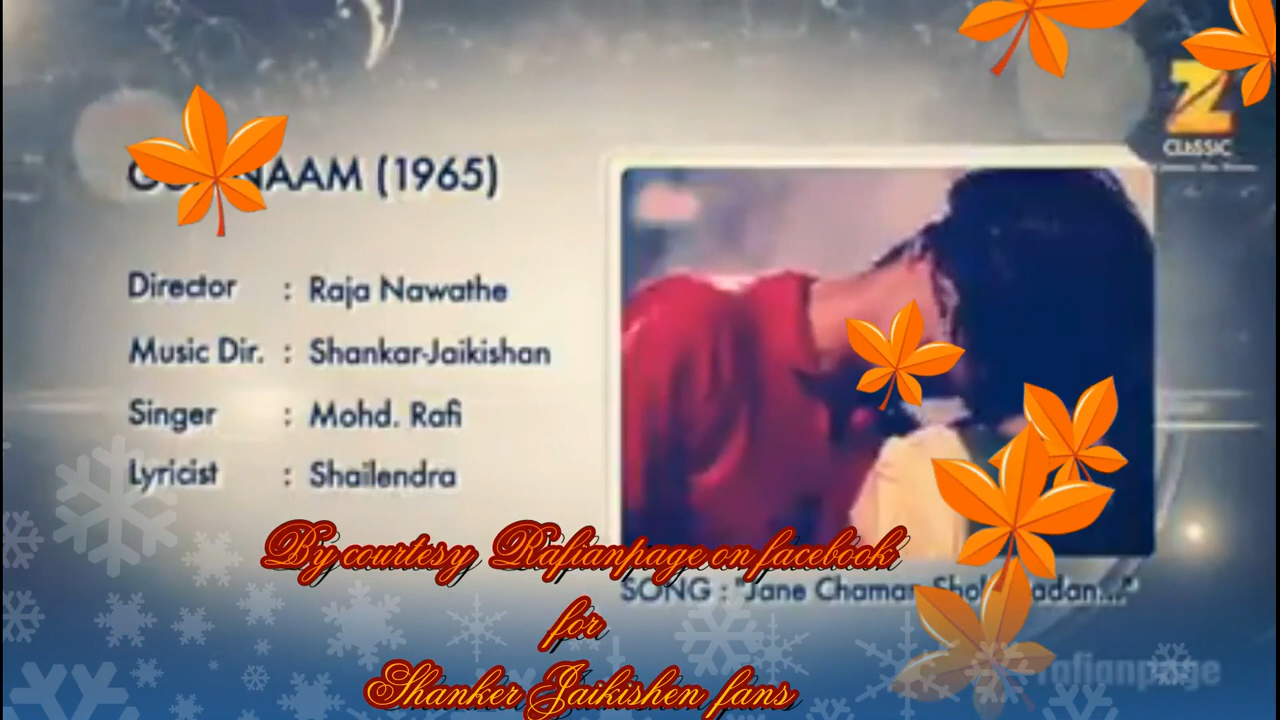 NAAM (1965)
Z
CLASSIC
Director : Raja Nawathe
Music Dir. : Shankar-Jaikishan
Singer : Mohd. Rafi
Lyricist : Shailendra
By courtesy Rafianpage on facebook;
SONG : "Jane Chaman
for
Shanker Jaikishen fans
rafianpage